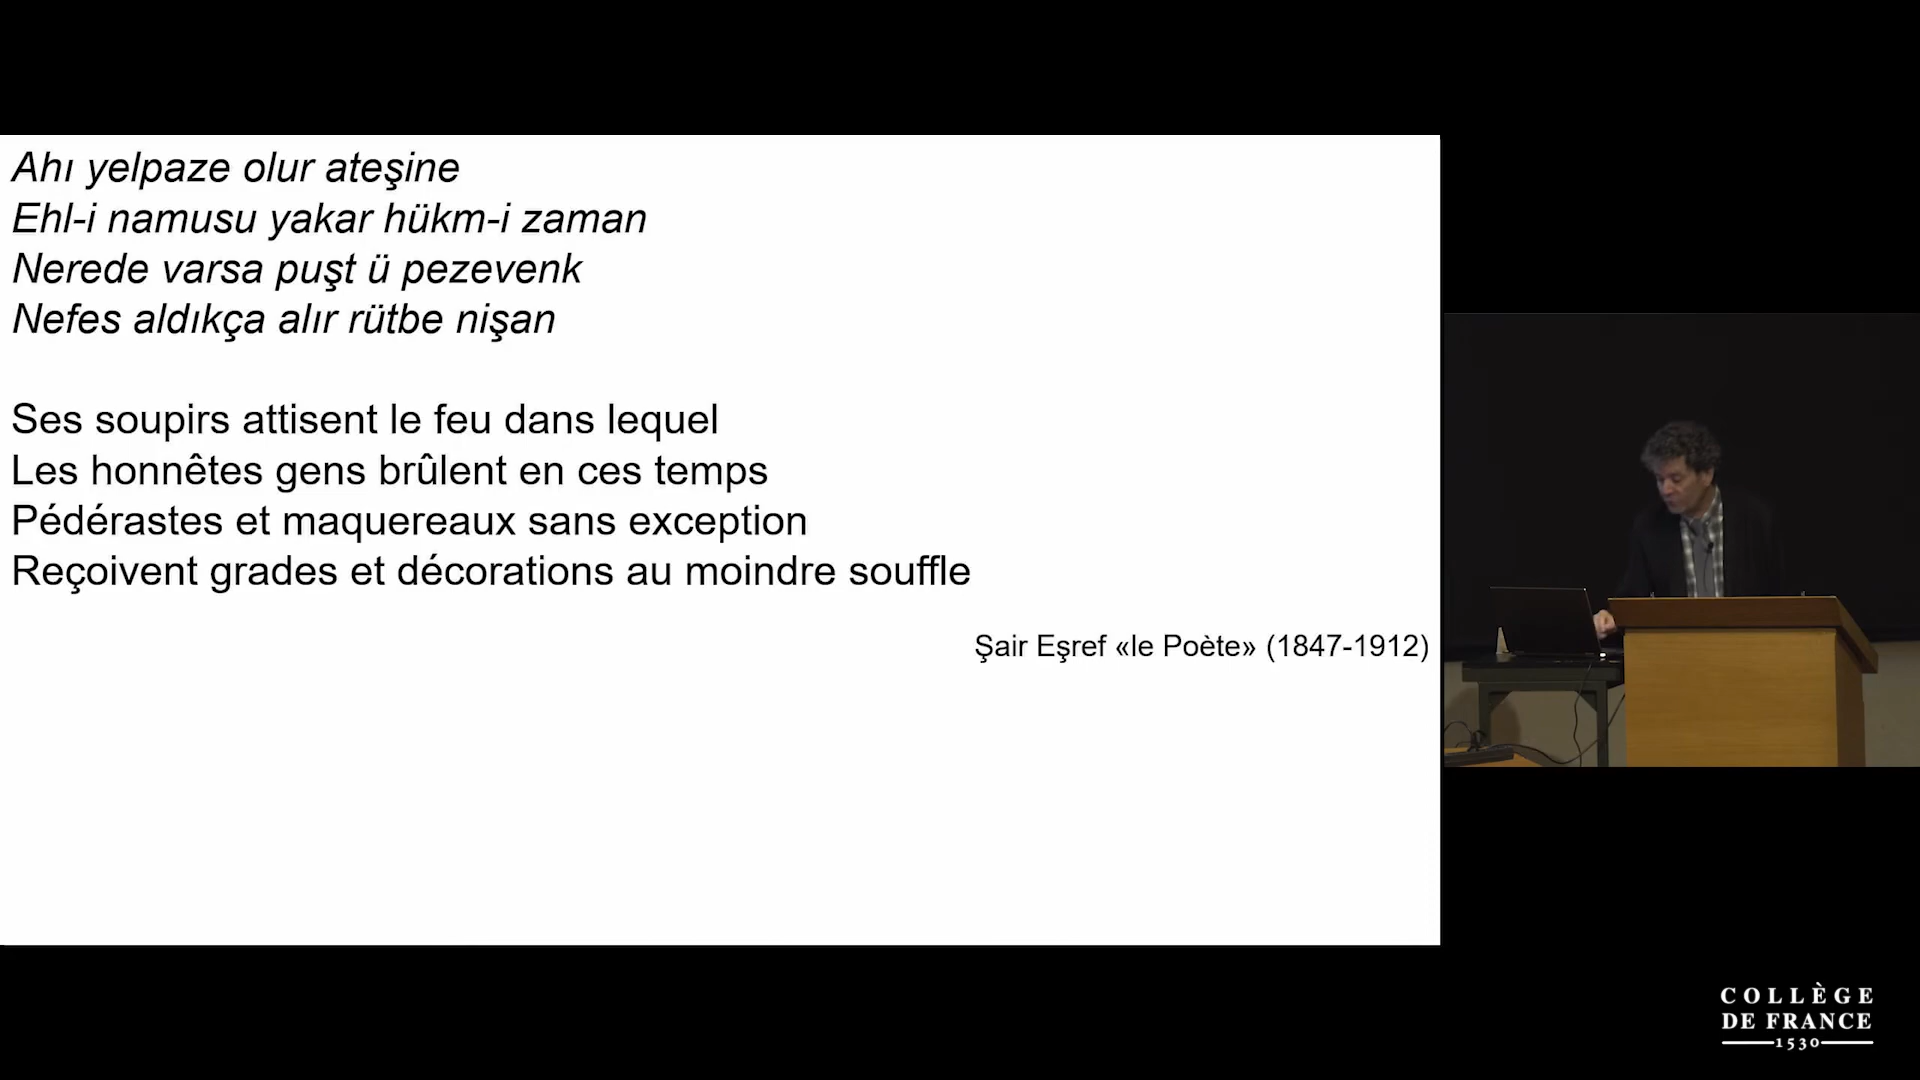 Ahı yelpaze olur ateşine
Ehl-i namusu yakar hükm-i zaman
Nerede varsa puşt ü pezevenk
Nefes aldıkça alır rütbe nişan
Ses soupirs attisent le feu dans lequel
Les honnêtes gens brûlent en ces temps
Pédérastes et maquereaux sans exception
Reçoivent grades et décorations au moindre souffle
Şair Eşref «le Poète» (1847-1912)
COLLÈGE
DE FRANCE
1530